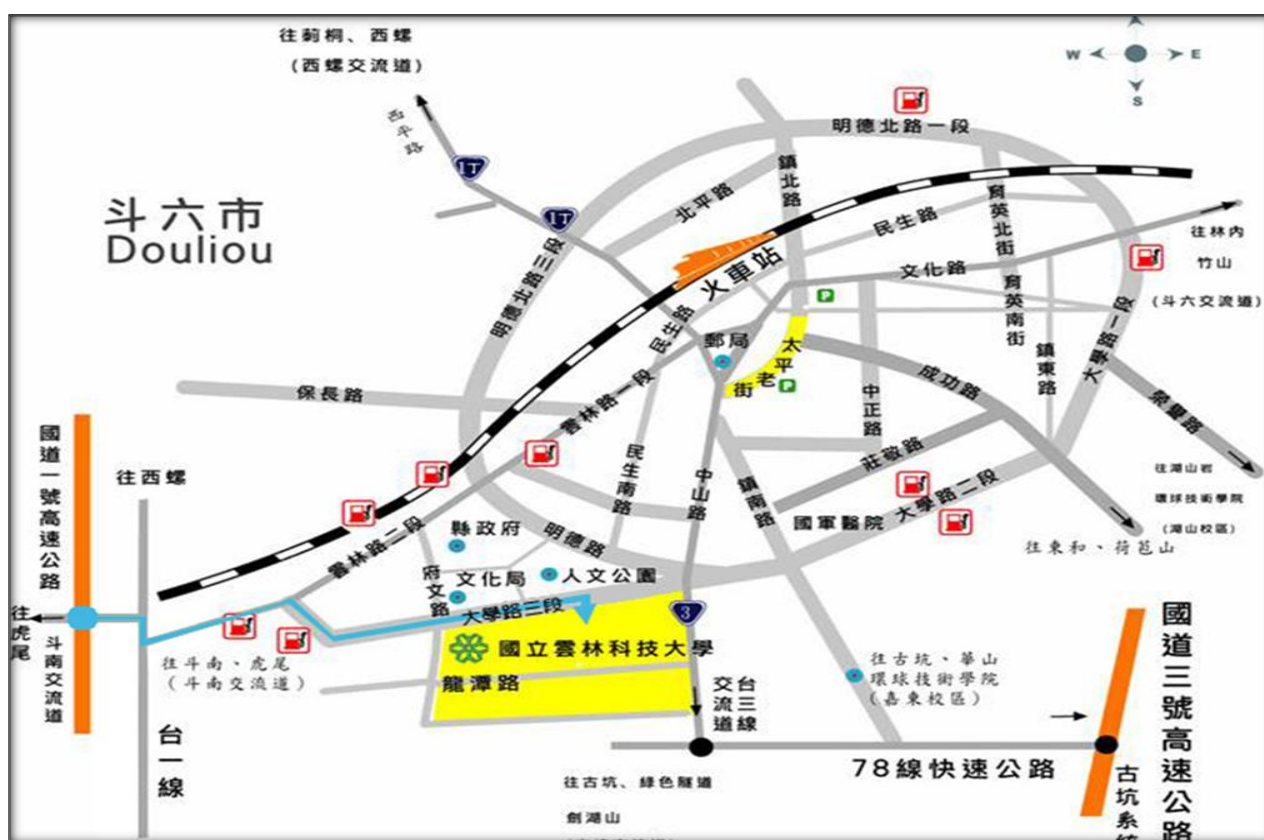 往莿桐、西螺
(西螺交流道)
西平路
1丁
1丁
W
E
S
斗六市
Douliou
明德北路一段
鎮北路
北平路
民生路
育英北街
往林內
竹山
(斗六交流道)
文化路
火車站
明德北路三段
民生路
育英南街
郵局
P
太平老街
P
大學路一段
鎮東路
成功路
中正路
榮譽路
保長路
雲林路一段
國道一號高速公路
往西螺
民生南路
中山路
鎮南路
莊敬路
大學路二段
國軍醫院
往湖山岩
環球技術學院
(湖山校區)
往東和、荷苞山
雲林路二段
縣政府
明德路
府文路
文化局
人文公園
大學路三段
3
往虎尾
斗南交流道
往斗南、虎尾
(斗南交流道)
國立雲林科技大學
龍潭路
台三線
交流道
往古坑、華山
環球技術學院
(嘉東校區)
國道三號高速公路
台一線
78線快速公路
往古坑、綠色隧道
劍湖山